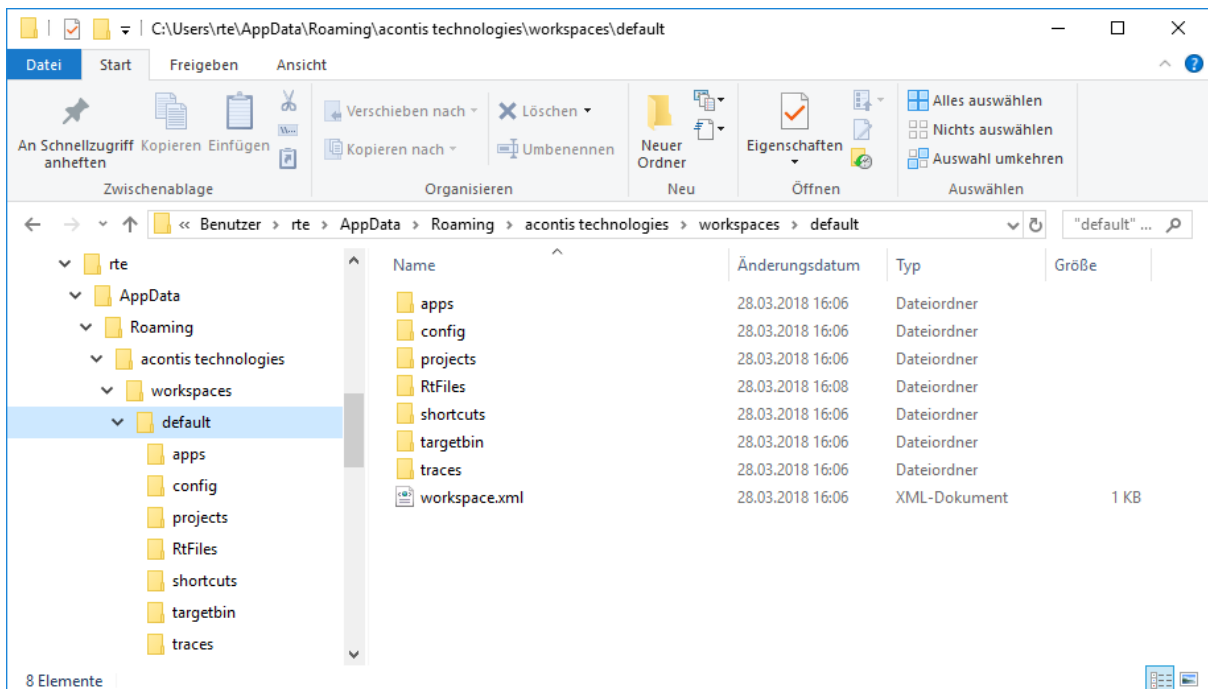 C:\Users\rte\AppData\Roaming\acontis technologies\workspaces\default
Datei Start Freigeben Ansicht
An Schnellzugriff anheften Kopieren Einfügen
Zwischenablage
Verschieben nach Löschen
Kopieren nach Umbenennen
Organisieren
Neuer Ordner
Neu
Eigenschaften
Öffnen
Alles auswählen
Nichts auswählen
Auswahl umkehren
Auswählen
« Benutzer > rte > AppData > Roaming > acontis technologies > workspaces > default "default" ...
rte
AppData
Roaming
acontis technologies
workspaces
default
apps
config
projects
RtFiles
shortcuts
targetbin
traces
Name Änderungsdatum Typ Größe
apps 28.03.2018 16:06 Dateiordner
config 28.03.2018 16:06 Dateiordner
projects 28.03.2018 16:06 Dateiordner
RtFiles 28.03.2018 16:08 Dateiordner
shortcuts 28.03.2018 16:06 Dateiordner
targetbin 28.03.2018 16:06 Dateiordner
traces 28.03.2018 16:06 Dateiordner
workspace.xml 28.03.2018 16:06 XML-Dokument 1 KB
8 Elemente